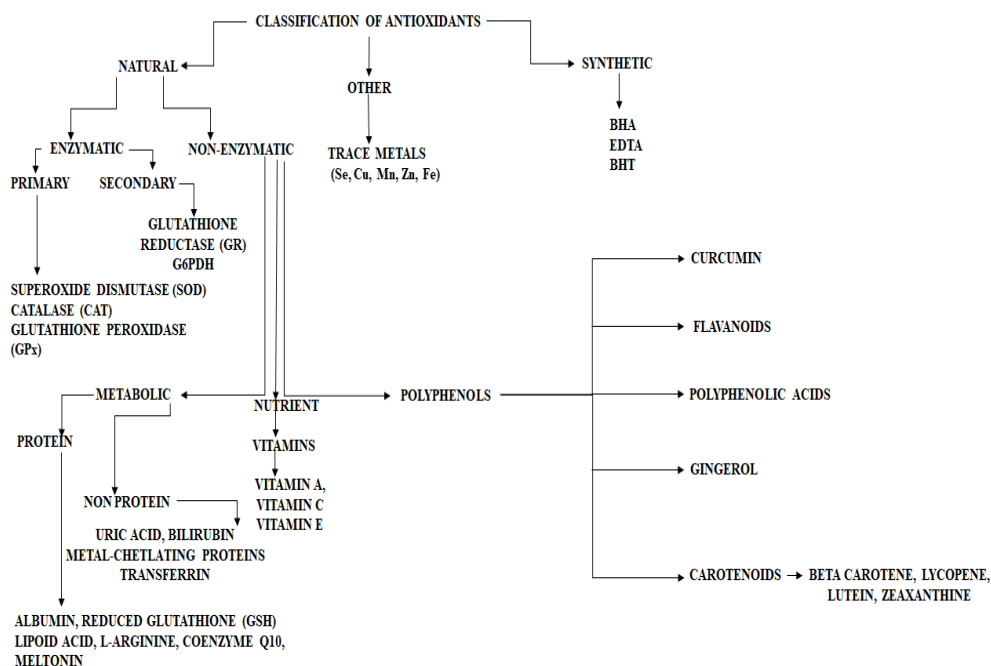 CLASSIFICATION OF ANTIOXIDANTS
NATURAL
SYNTHETIC
OTHER
BHA
EDTA
BHT
ENZYMATIC
NON-ENZYMATIC
TRACE METALS
(Se, Cu, Mn, Zn, Fe)
PRIMARY
SECONDARY
GLUTATHIONE
REDUCTASE (GR)
G6PDH
SUPEROXIDE DISMUTASE (SOD)
CATALASE (CAT)
GLUTATHIONE PEROXIDASE
(GPx)
CURCUMIN
FLAVANOIDS
METABOLIC
NUTRIENT
POLYPHENOLS
POLYPHENOLIC ACIDS
PROTEIN
VITAMINS
GINGEROL
NON PROTEIN
VITAMIN A,
VITAMIN C
VITAMIN E
URIC ACID, BILIRUBIN
METAL-CHETLATING PROTEINS
TRANSFERRIN
CAROTENOIDS
BETA CAROTENE, LYCOPENE,
LUTEIN, ZEAXANTHINE
ALBUMIN, REDUCED GLUTATHIONE (GSH)
LIPOID ACID, L-ARGININE, COENZYME Q10,
MELTONIN